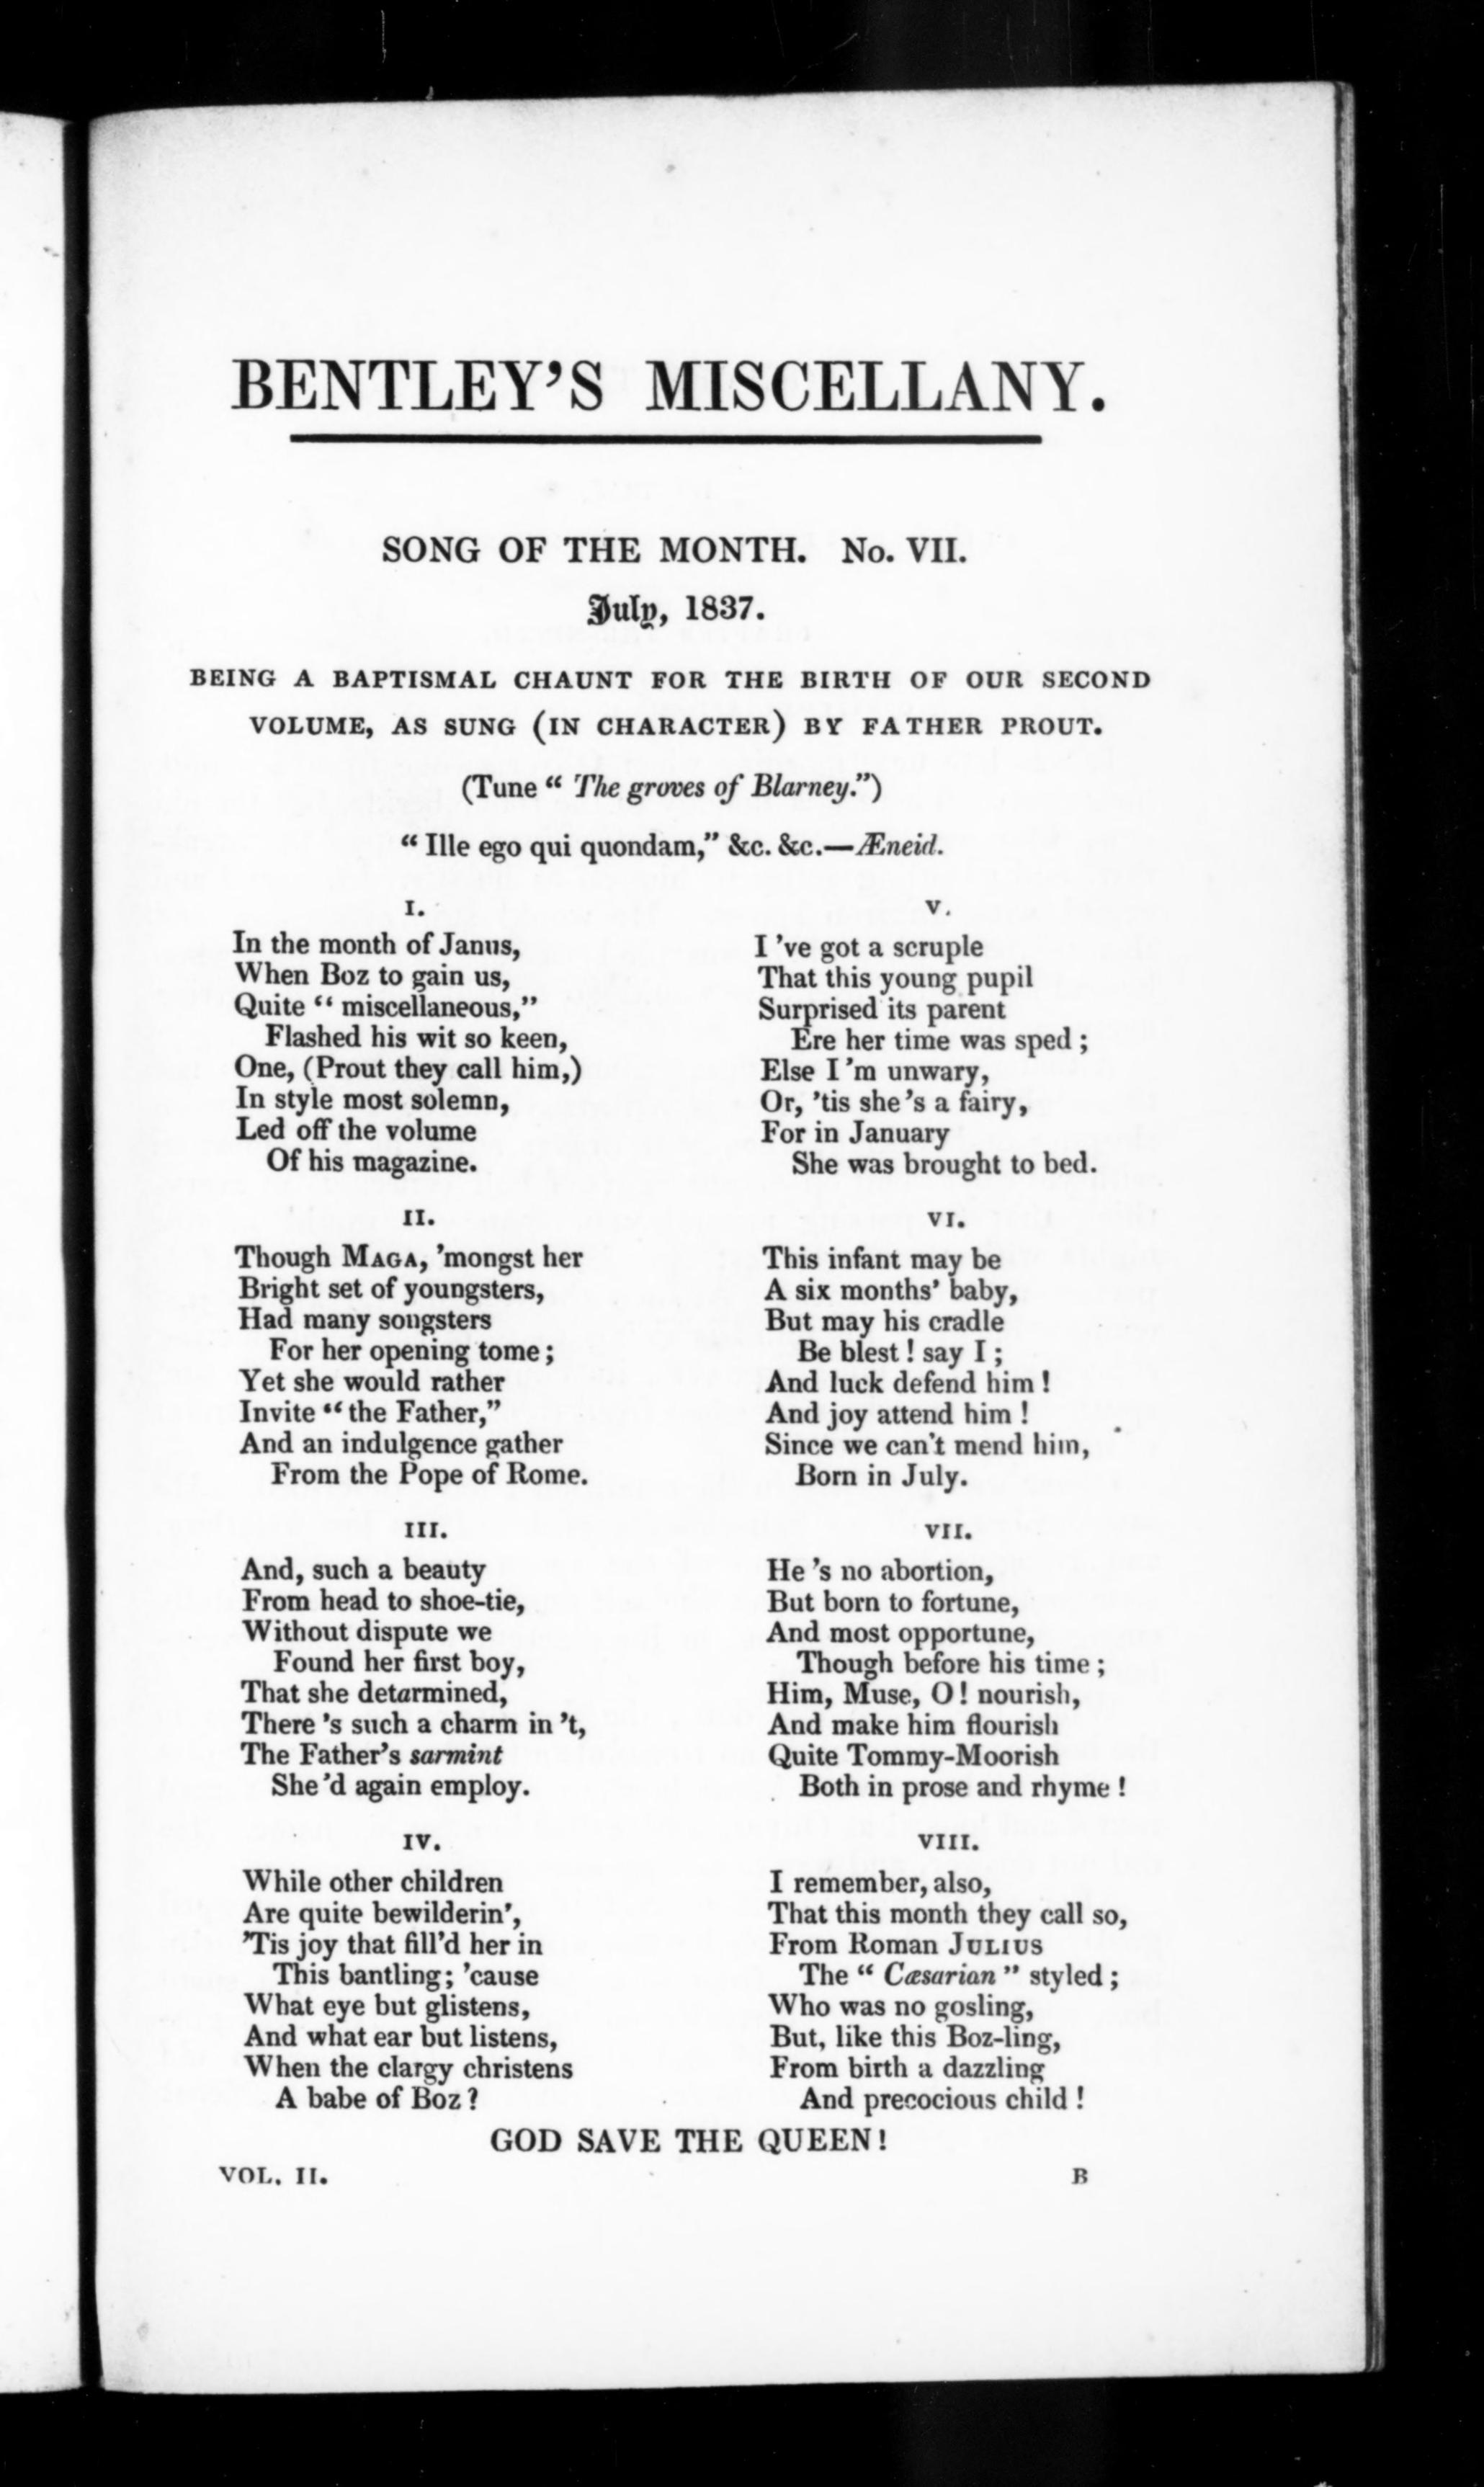 BENTLEY'S MISCELLANY.
SONG OF THE MONTH. No. VII.
July, 1837.
BEING A BAPTISMAL CHAUNT FOR THE BIRTH OF OUR SECOND
VOLUME, AS SUNG (IN CHARACTER) BY FATHER PROUT.
(Tune " The groves of Blarney.")
" Ille ego qui quondam," &c. &c.—Æneid.
I.
In the month of Janus,
When Boz to gain us,
Quite " miscellaneous,"
Flashed his wit so keen,
One, (Prout they call him,)
In style most solemn,
Led off the volume
Of his magazine.
II.
Though MAGA, 'mongst her
Bright set of youngsters,
Had many songsters
For her opening tome;
Yet she would rather
Invite "the Father,"
And an indulgence gather
From the Pope of Rome.
III.
And, such a beauty
From head to shoe-tie,
Without dispute we
Found her first boy,
That she detarmined,
There 's such a charm in 't,
The Father's sarmint
She 'd again employ.
IV.
While other children
Are quite bewilderin',
'Tis joy that fill'd her in
This bantling; 'cause
What eye but glistens,
And what ear but listens,
When the clargy christens
A babe of Boz?
V.
I 've got a scruple
That this young pupil
Surprised its parent
Ere her time was sped;
Else I 'm unwary,
Or, 'tis she 's a fairy,
For in January
She was brought to bed.
VI.
This infant may be
A six months' baby,
But may his cradle
Be blest! say I;
And luck defend him!
And joy attend him!
Since we can't mend him,
Born in July.
VII.
He 's no abortion,
But born to fortune,
And most opportune,
Though before his time;
Him, Muse, O! nourish,
And make him flourish
Quite Tommy-Moorish
Both in prose and rhyme!
VIII.
I remember, also,
That this month they call so,
From Roman JULIUS
The " Cæsarian " styled;
Who was no gosling,
But, like this Boz-ling,
From birth a dazzling
And precocious child!
GOD SAVE THE QUEEN!
VOL. II. B